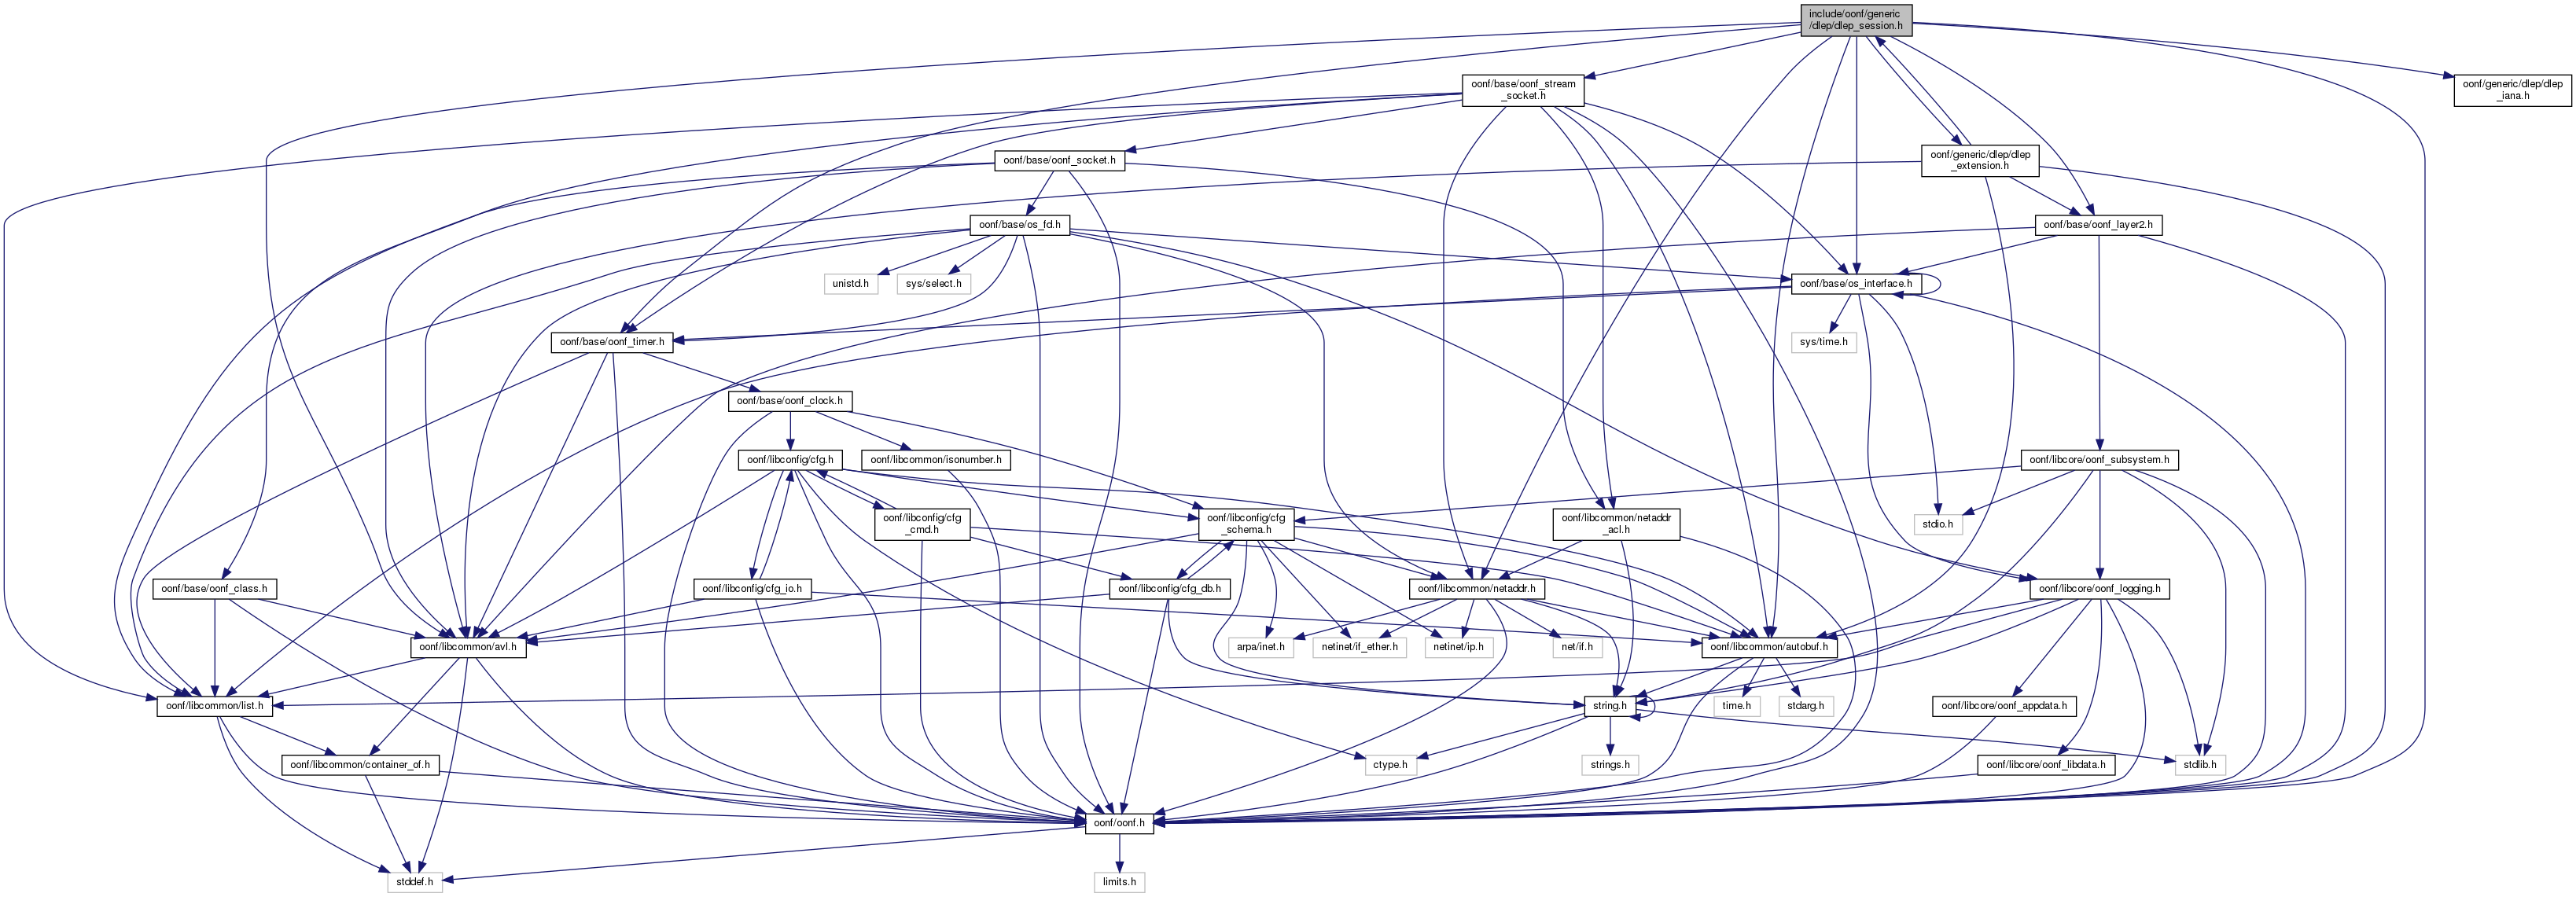 include/oonf/generic
/dlep/dlep_session.h
oonf/base/oonf_stream
_socket.h
oonf/generic/dlep/dlep
_iana.h
oonf/base/oonf_socket.h
oonf/generic/dlep/dlep
_extension.h
oonf/base/os_fd.h
oonf/base/oonf_layer2.h
unistd.h
sys/select.h
oonf/base/os_interface.h
oonf/base/oonf_timer.h
sys/time.h
oonf/base/oonf_clock.h
oonf/libconfig/cfg.h
oonf/libcommon/isonumber.h
oonf/libcore/oonf_subsystem.h
oonf/libconfig/cfg
_cmd.h
oonf/libconfig/cfg
_schema.h
oonf/libcommon/netaddr
_acl.h
stdio.h
oonf/base/oonf_class.h
oonf/libconfig/cfg_io.h
oonf/libconfig/cfg_db.h
oonf/libcommon/netaddr.h
oonf/libcore/oonf_logging.h
oonf/libcommon/avl.h
arpa/inet.h
netinet/if_ether.h
netinet/ip.h
net/if.h
oonf/libcommon/autobuf.h
oonf/libcommon/list.h
string.h
time.h
stdarg.h
oonf/libcore/oonf_appdata.h
oonf/libcommon/container_of.h
ctype.h
strings.h
oonf/libcore/oonf_libdata.h
stdlib.h
oonf/oonf.h
stddef.h
limits.h